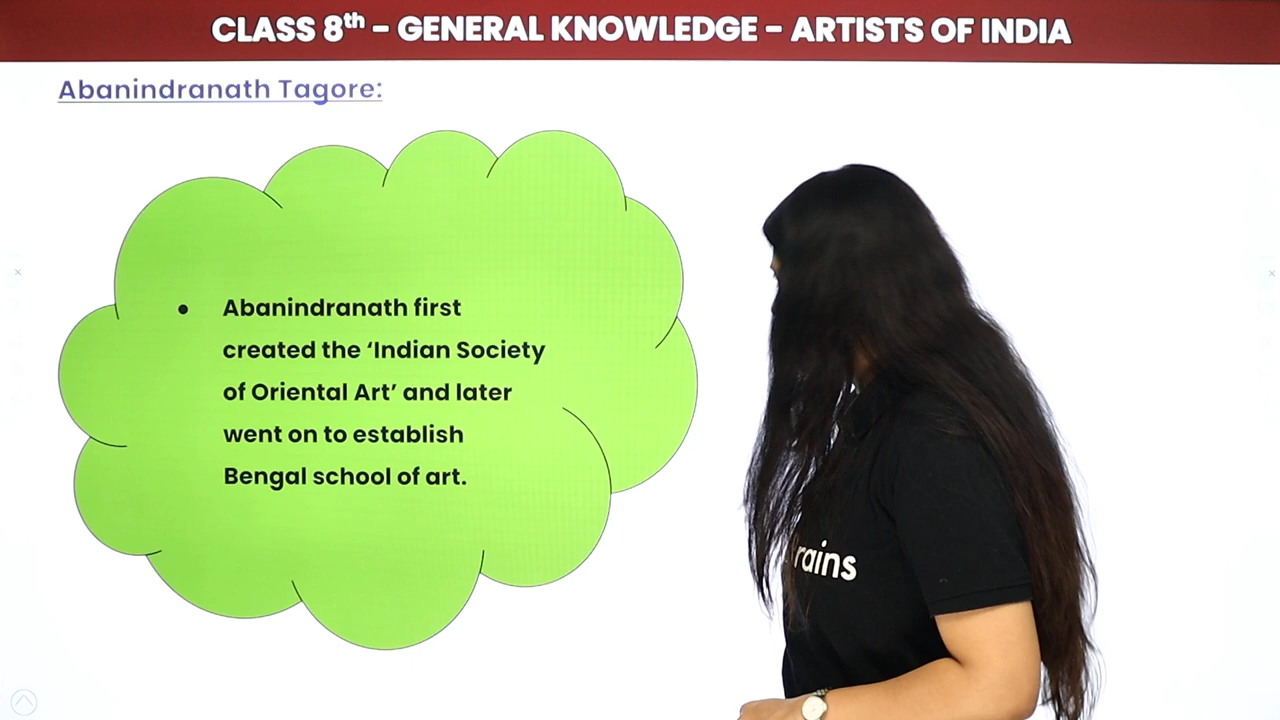 CLASS 8th - GENERAL KNOWLEDGE - ARTISTS OF INDIA
Abanindranath Tagore:
• Abanindranath first
created the ‘Indian Society
of Oriental Art’ and later
went on to establish
Bengal school of art.
rains